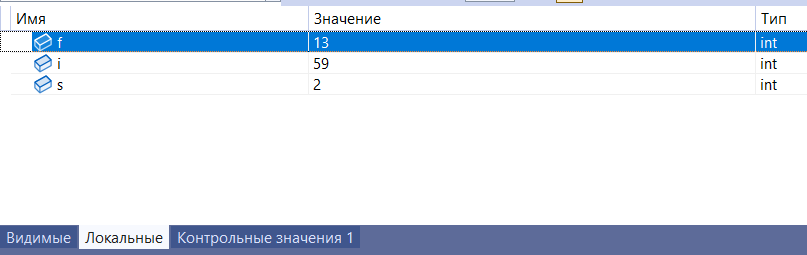 Имя Значение Тип
f 13 int
i 59 int
s 2 int
Видимые Локальные Контрольные значения 1